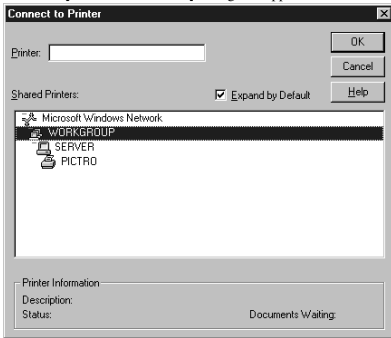 Connect to Printer
Printer:
OK
Cancel
Shared Printers:
Expand by Default
Help
Microsoft Windows Network
WORKGROUP
SERVER
PICTRO
Printer Information
Description:
Status:
Documents Waiting: